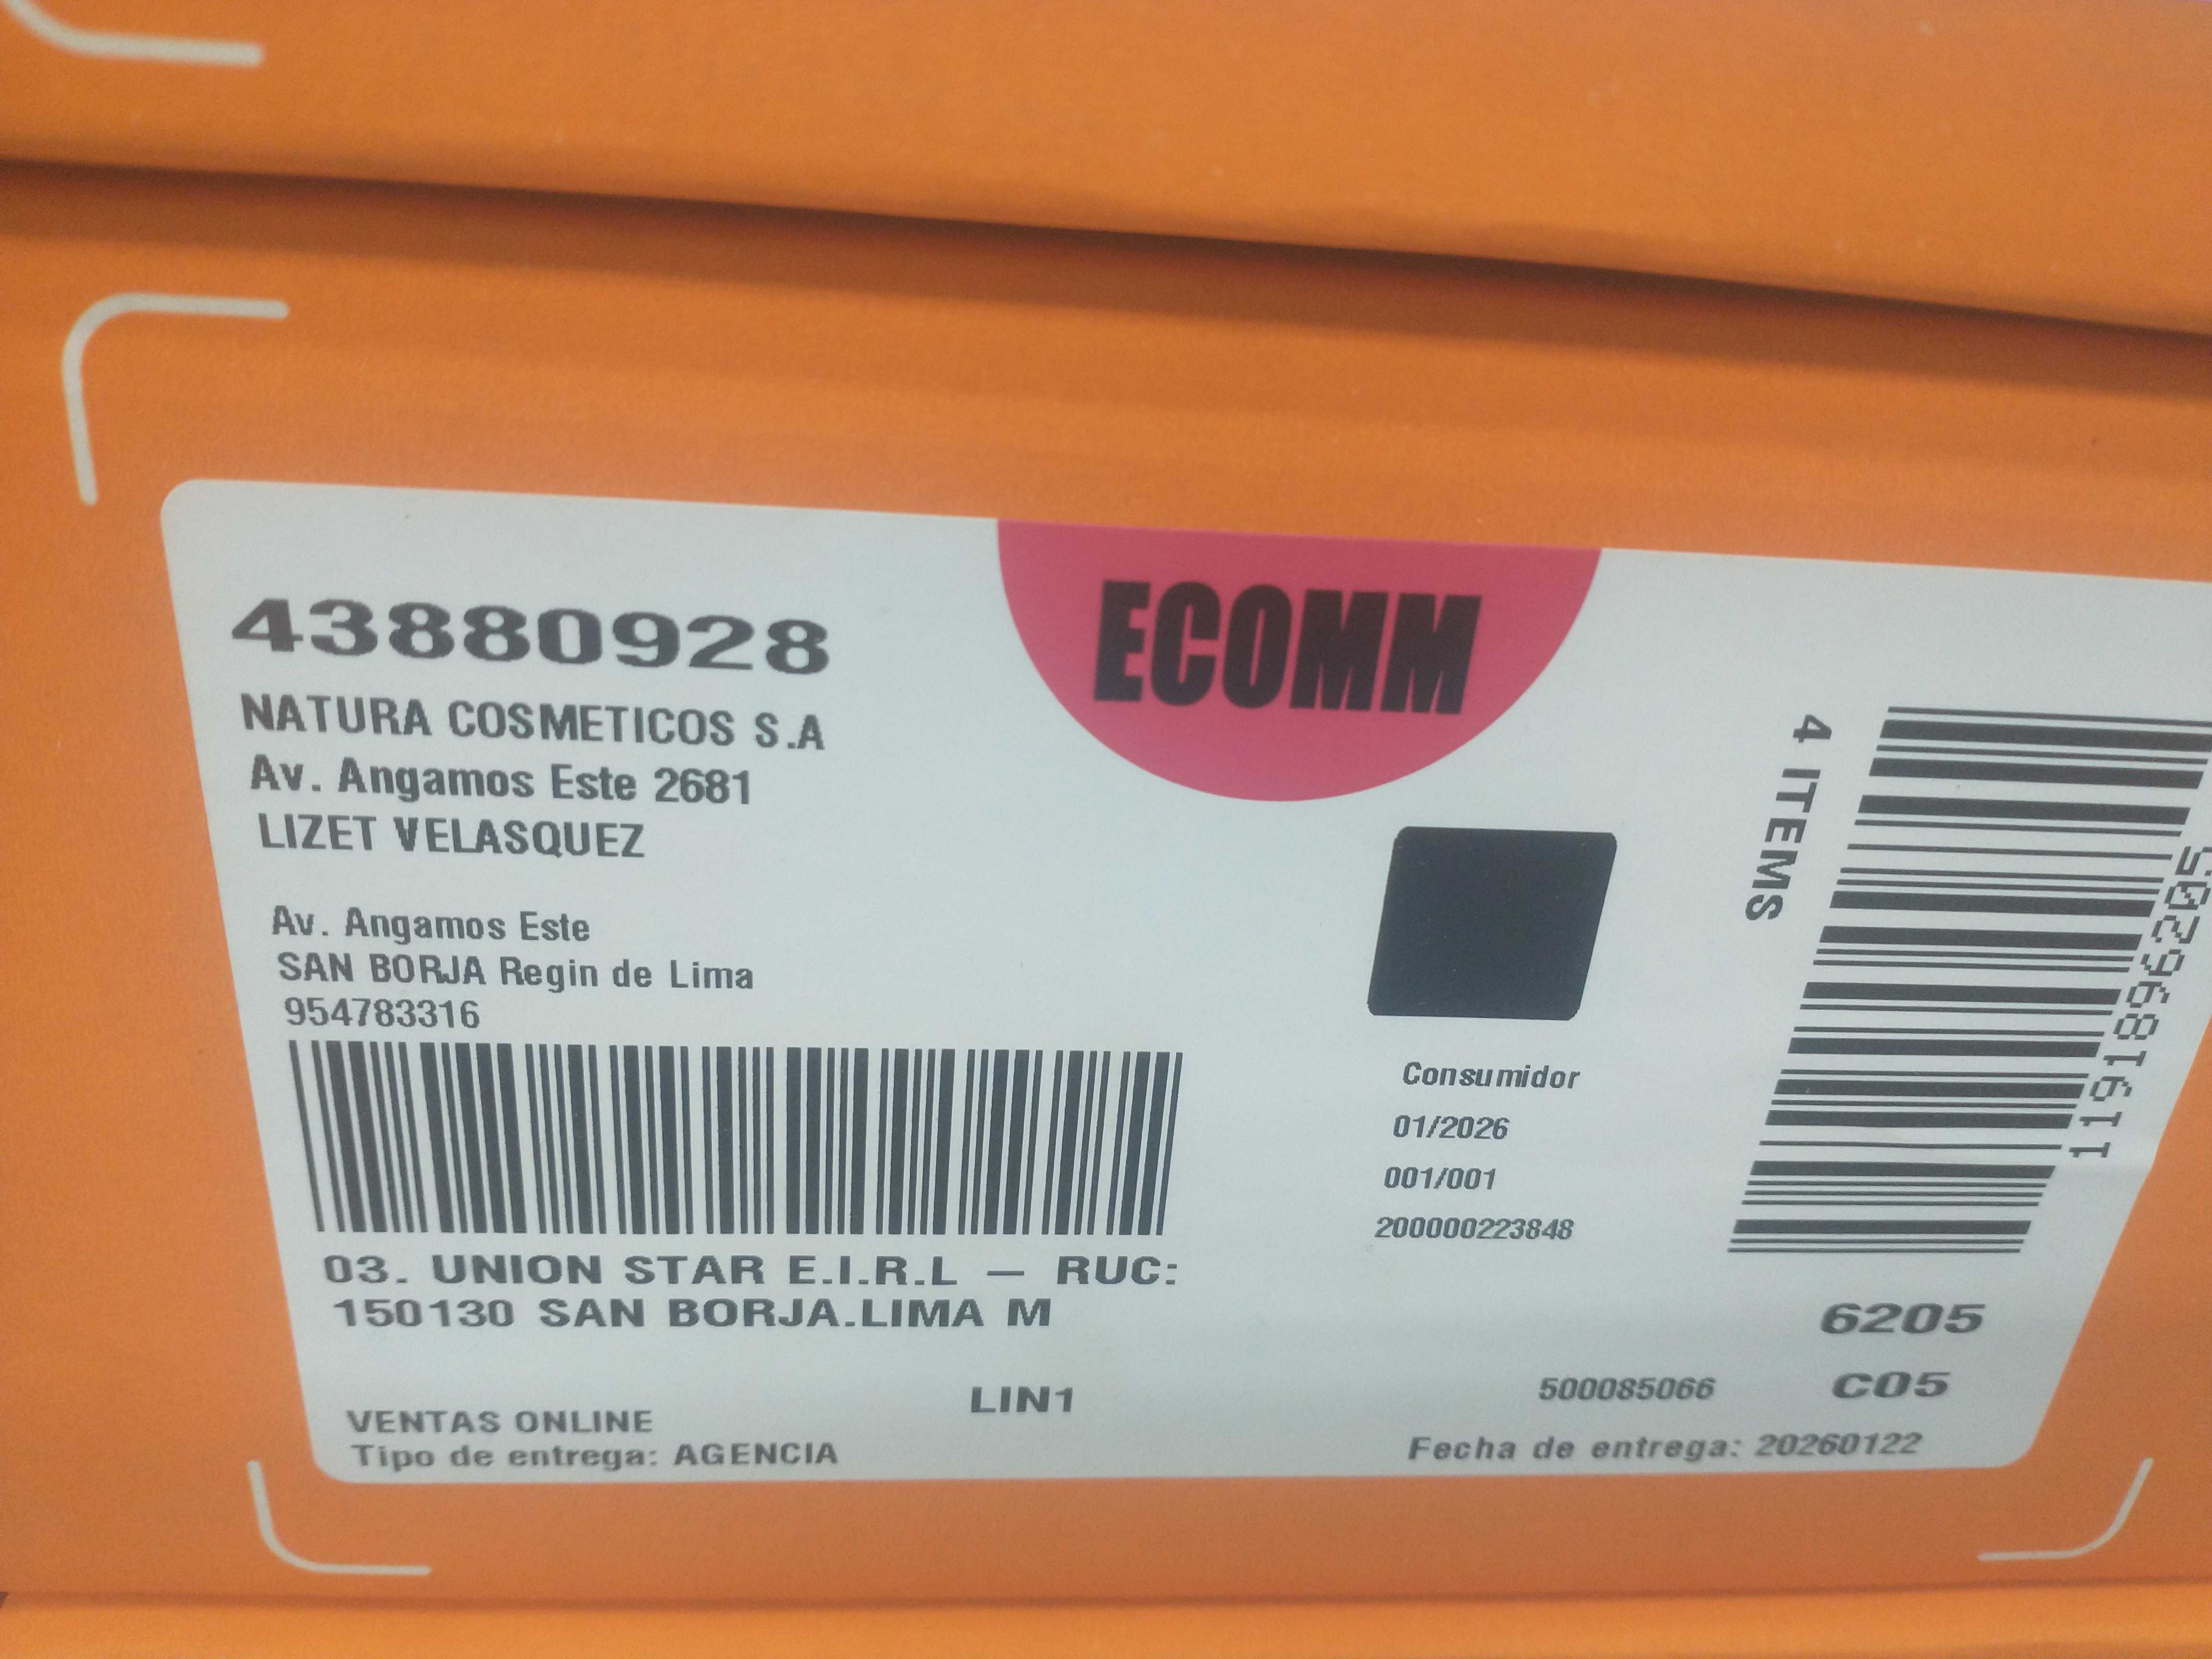 43880928
ECOMM
NATURA COSMETICOS S.A
Av. Angamos Este 2681
LIZET VELASQUEZ
Av. Angamos Este
SAN BORJA Regin de Lima
954783316
4 ITEMS
502968196119
Consumidor
01/2026
001/001
200000223848
03. UNION STAR E.I.R.L – RUC:
150130 SAN BORJA.LIMA M
6205
LIN1
500085066
C05
VENTAS ONLINE
Tipo de entrega: AGENCIA
Fecha de entrega: 20260122